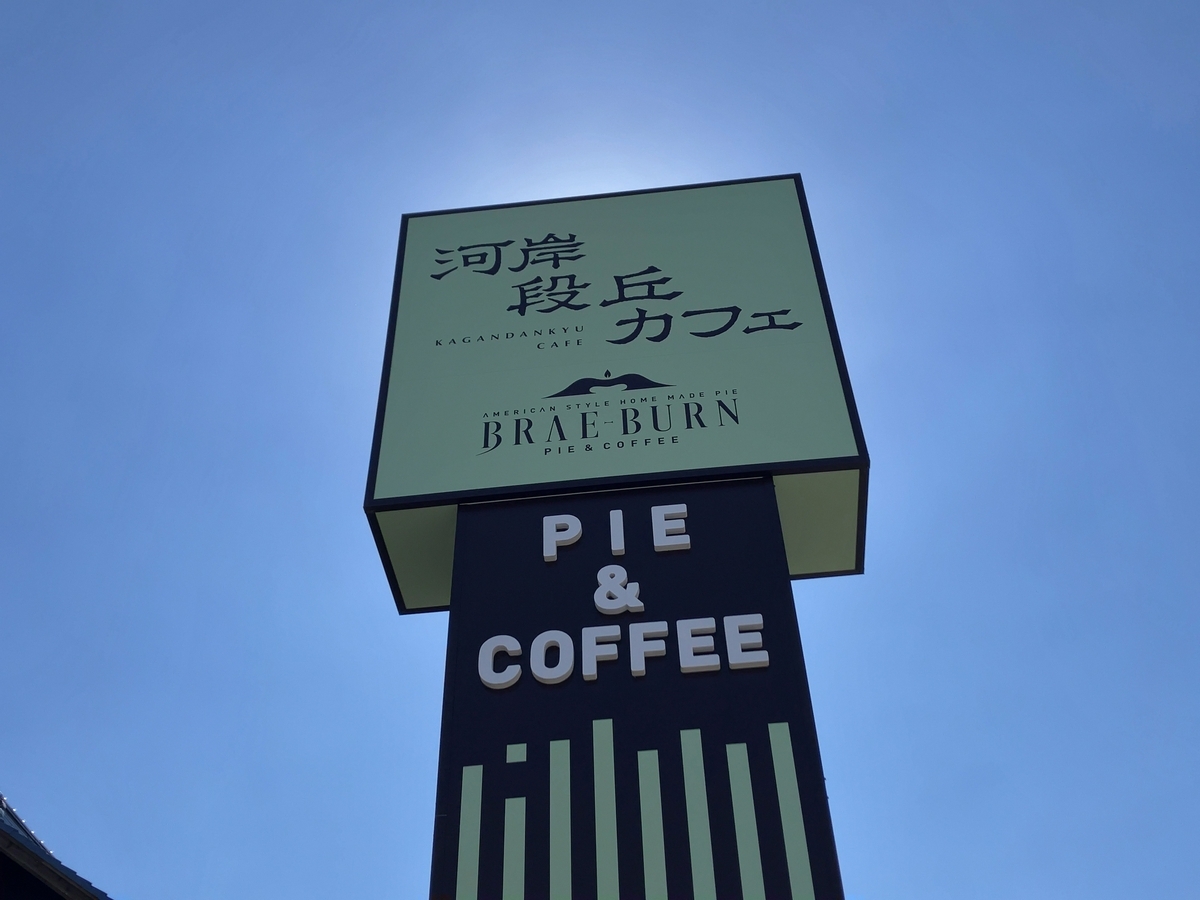 河岸
段丘
カフェ
KAGANDANKYU
CAFE
AMERICAN STYLE HOME MADE PIE
BRAE-BURN
PIE & COFFEE
PIE
&
COFFEE